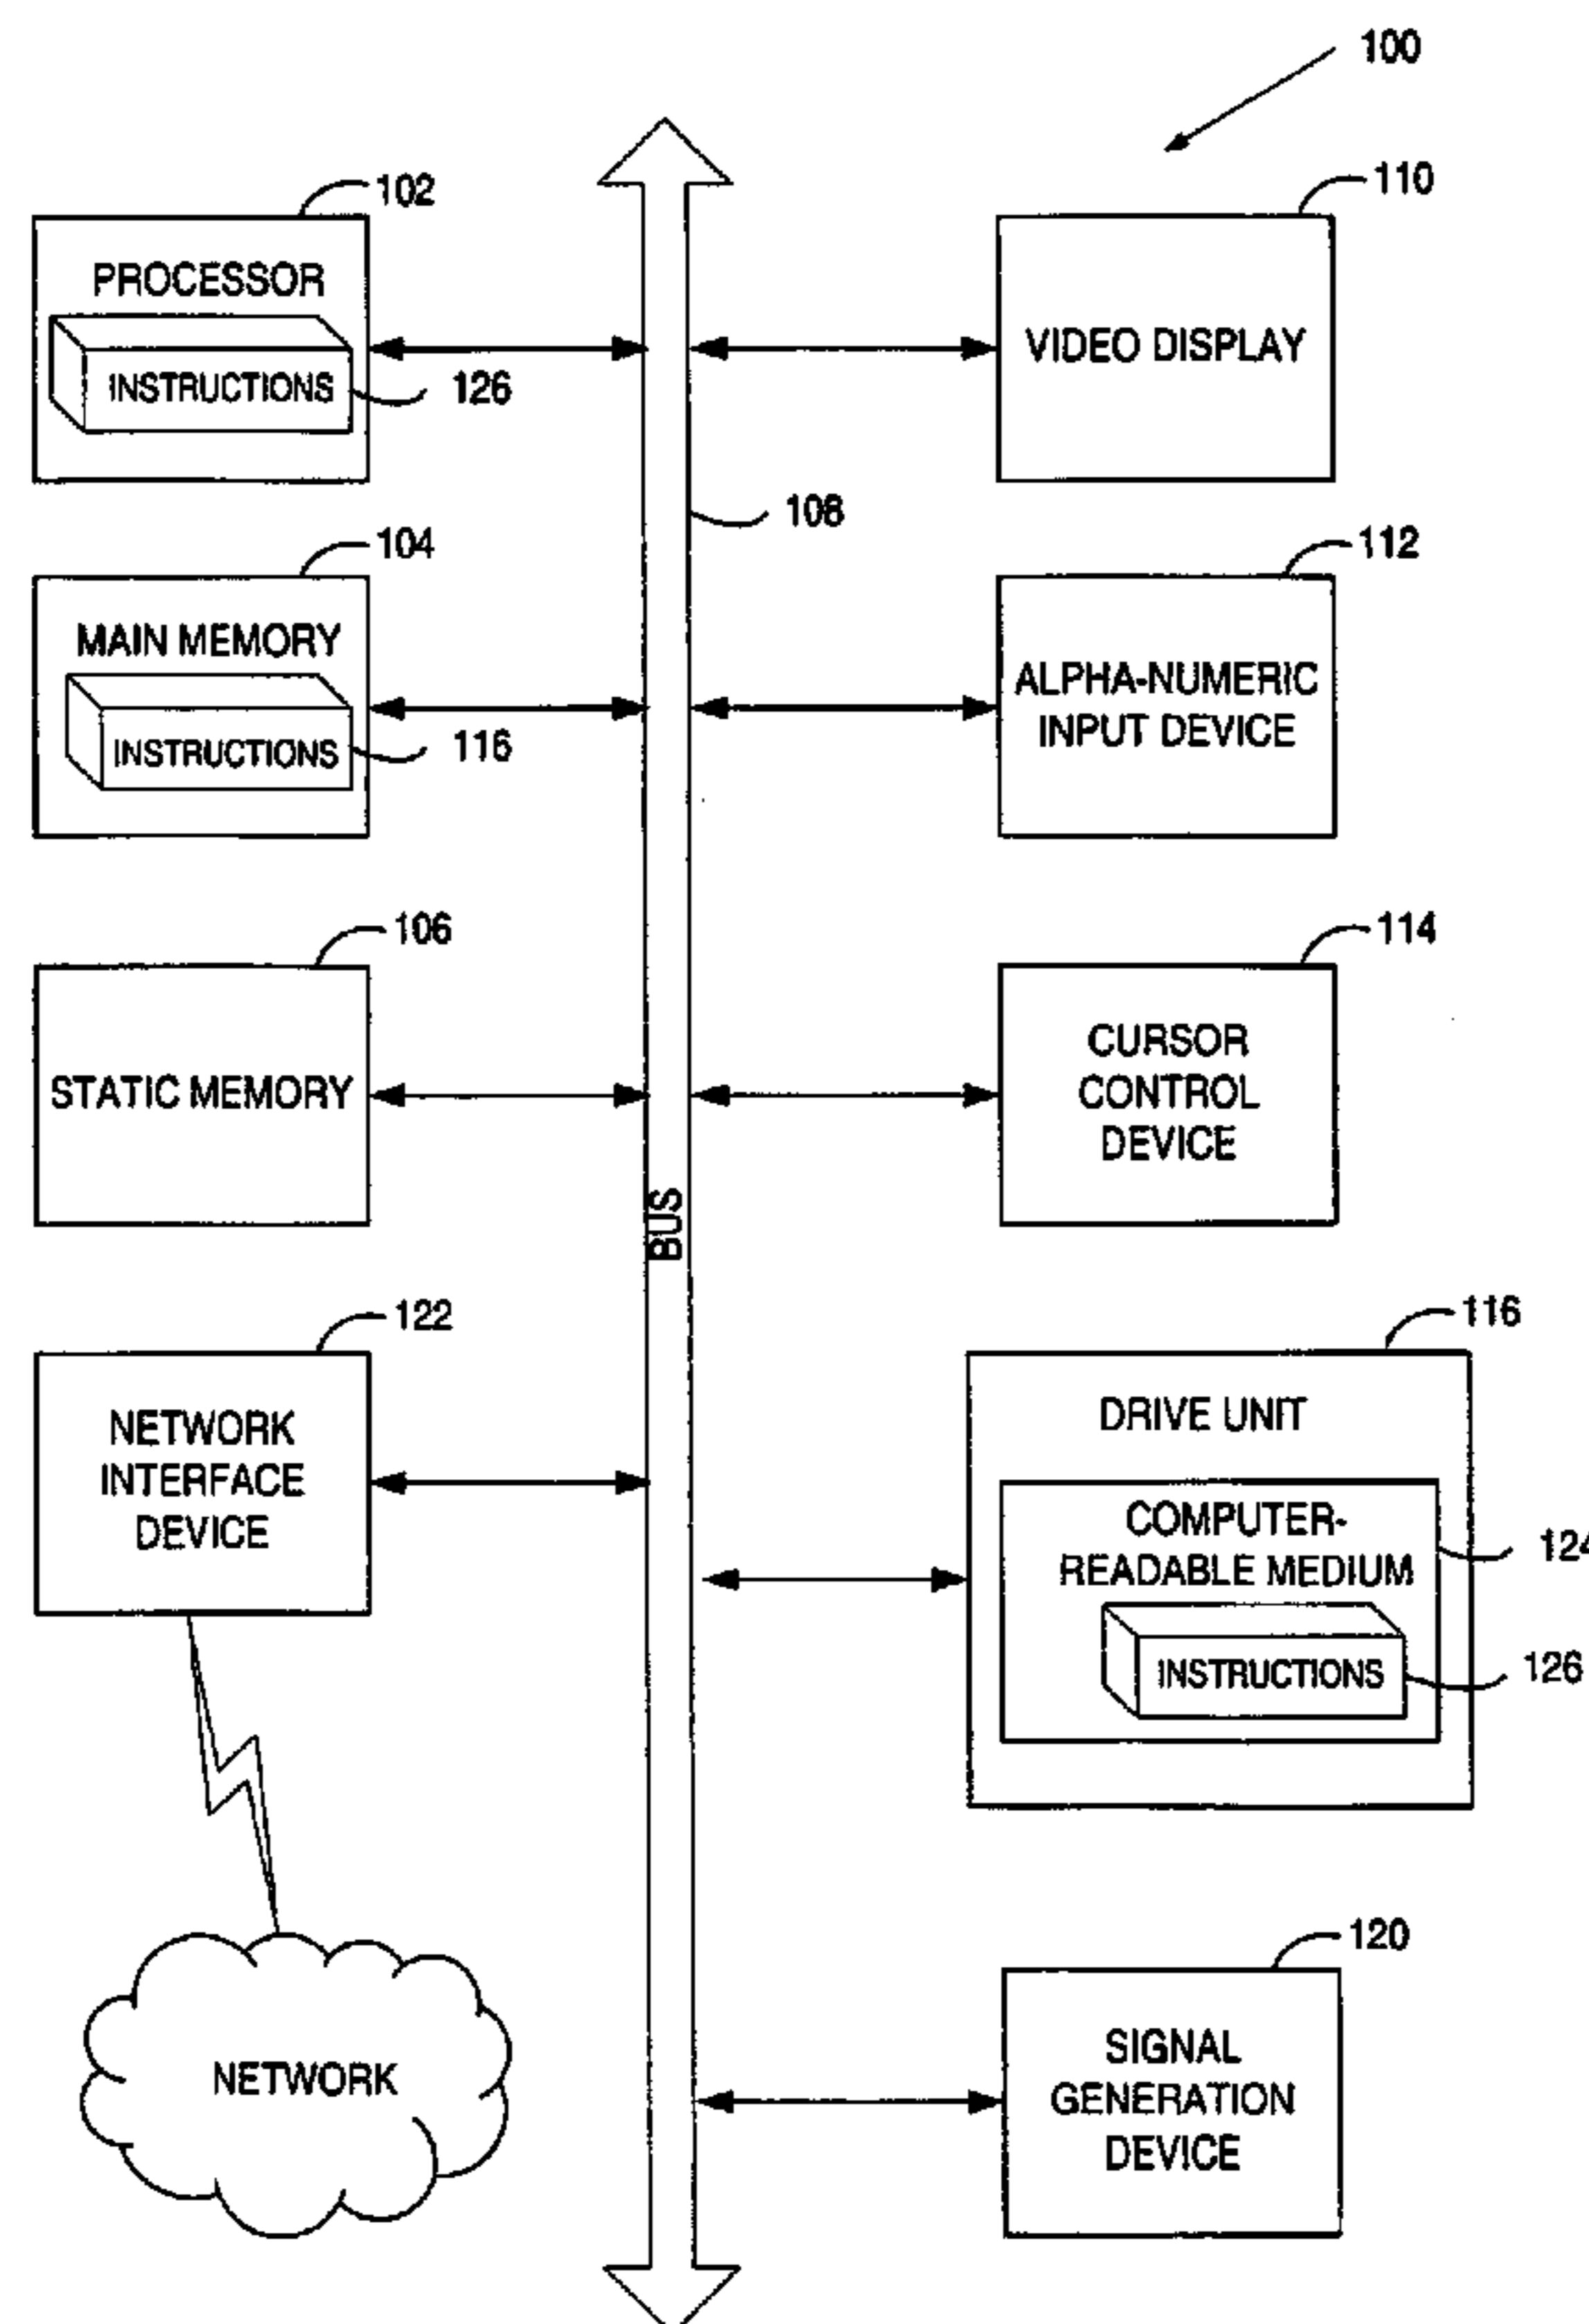 100
102
PROCESSOR
INSTRUCTIONS
126
104
MAIN MEMORY
INSTRUCTIONS
116
106
STATIC MEMORY
122
NETWORK
INTERFACE
DEVICE
NETWORK
108
BUS
110
VIDEO DISPLAY
112
ALPHA-NUMERIC
INPUT DEVICE
114
CURSOR
CONTROL
DEVICE
116
DRIVE UNIT
COMPUTER-
READABLE MEDIUM
124
INSTRUCTIONS
126
120
SIGNAL
GENERATION
DEVICE